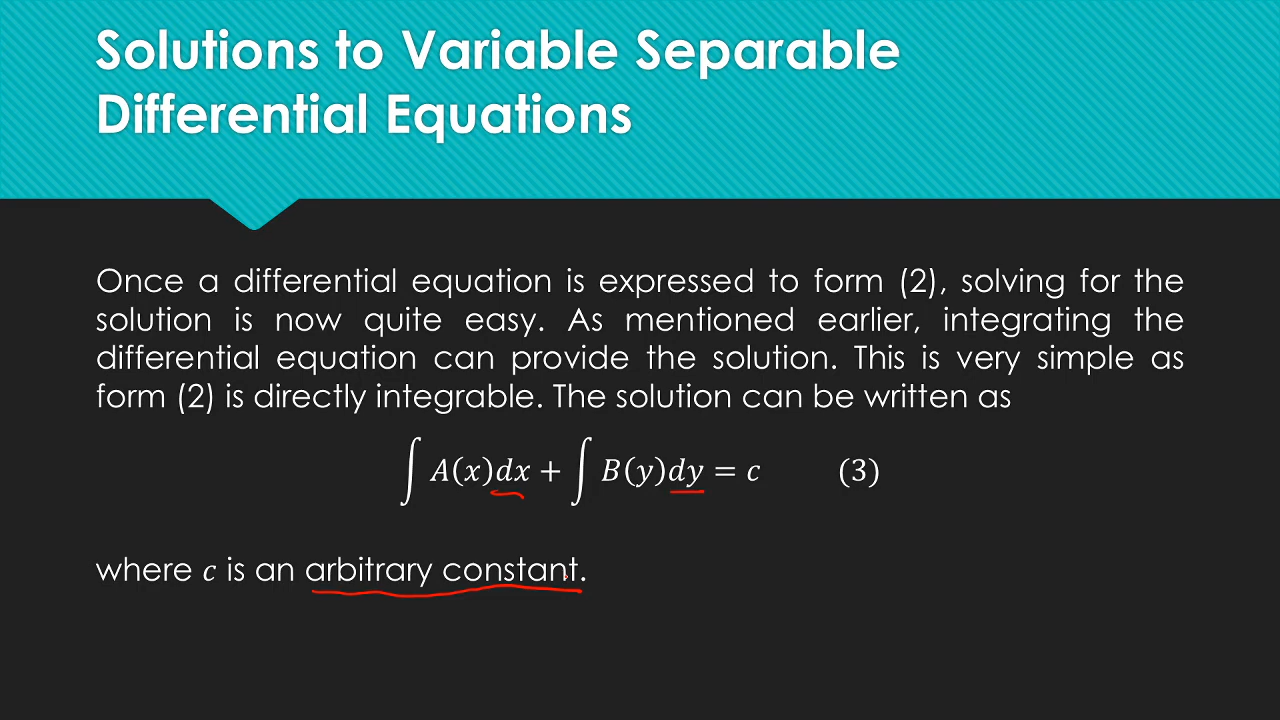 Solutions to Variable Separable
Differential Equations
Once a differential equation is expressed to form (2), solving for the
solution is now quite easy. As mentioned earlier, integrating the
differential equation can provide the solution. This is very simple as
form (2) is directly integrable. The solution can be written as
∫ A(x)dx + ∫ B(y)dy = c (3)
where c is an arbitrary constant.